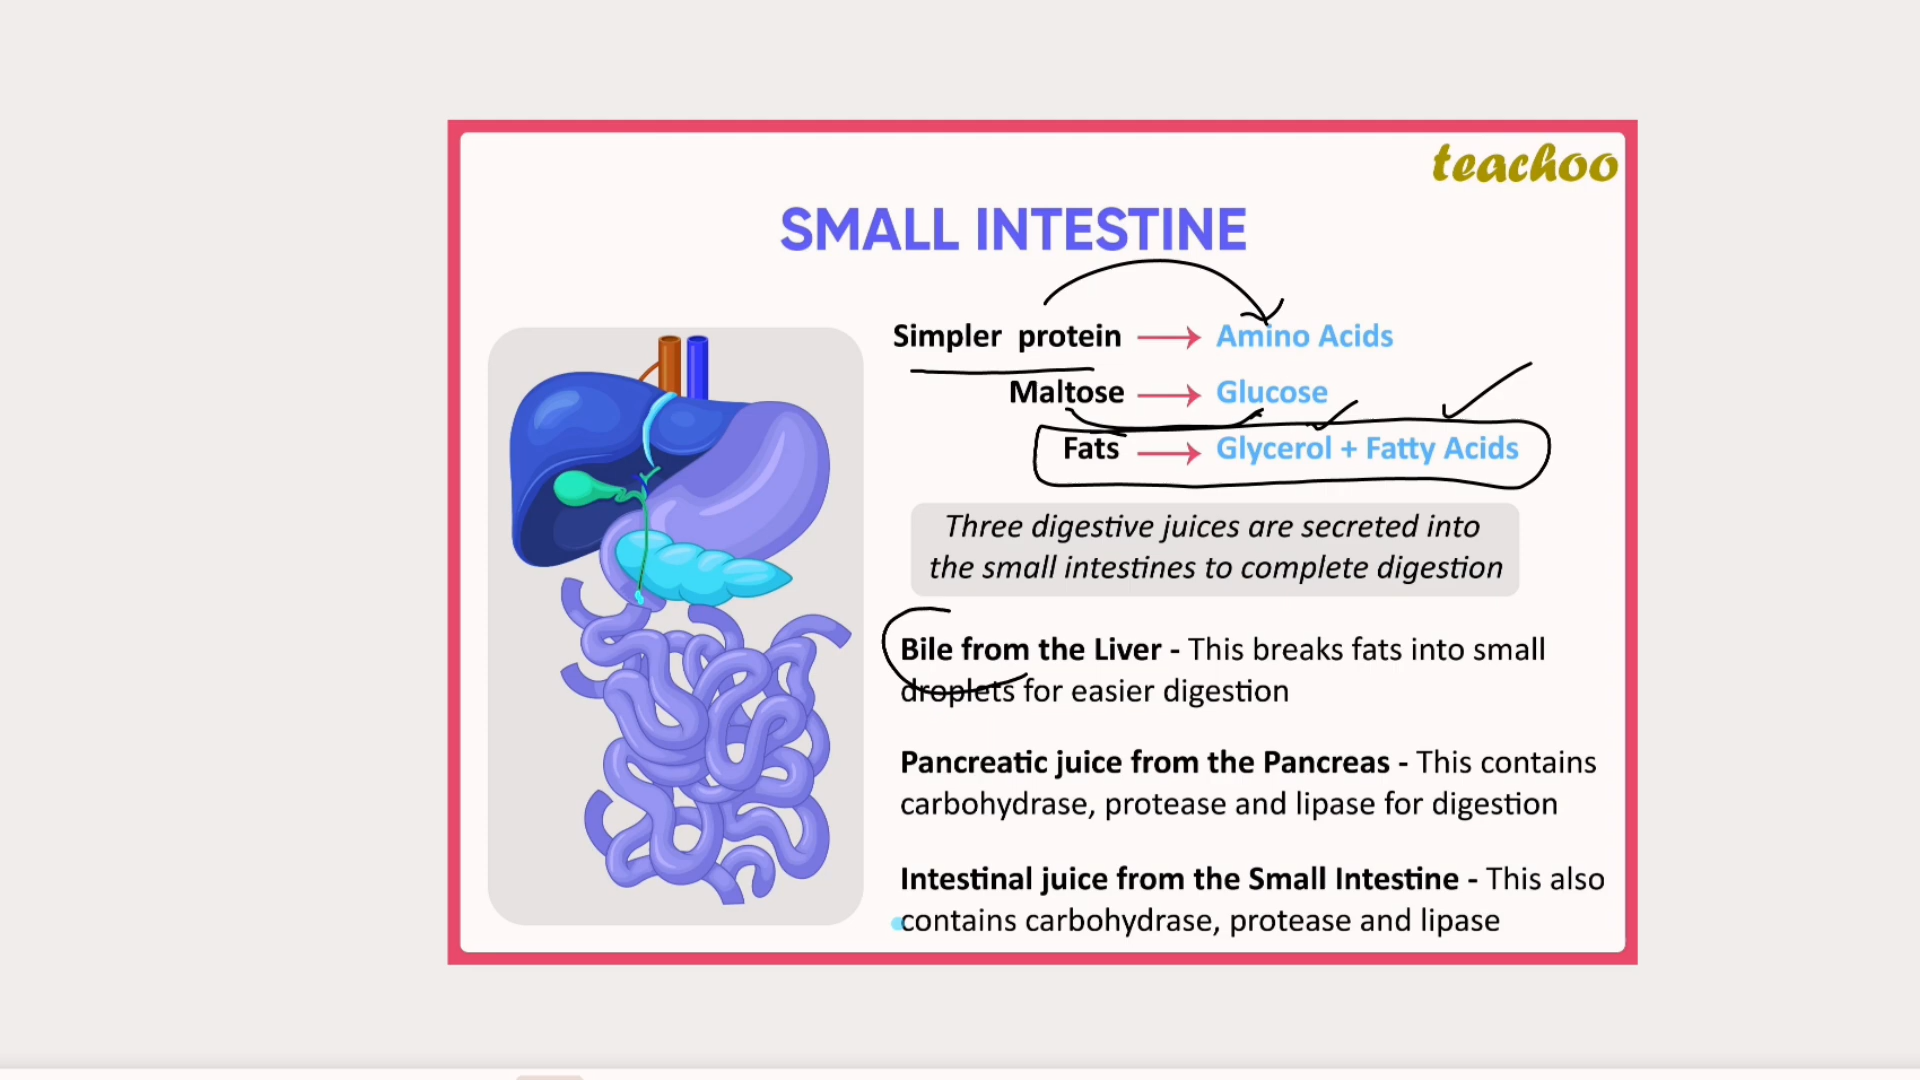 teachoo
SMALL INTESTINE
Simpler protein → Amino Acids
Maltose → Glucose
Fats → Glycerol + Fatty Acids
Three digestive juices are secreted into
the small intestines to complete digestion
Bile from the Liver - This breaks fats into small
droplets for easier digestion
Pancreatic juice from the Pancreas - This contains
carbohydrase, protease and lipase for digestion
Intestinal juice from the Small Intestine - This also
contains carbohydrase, protease and lipase